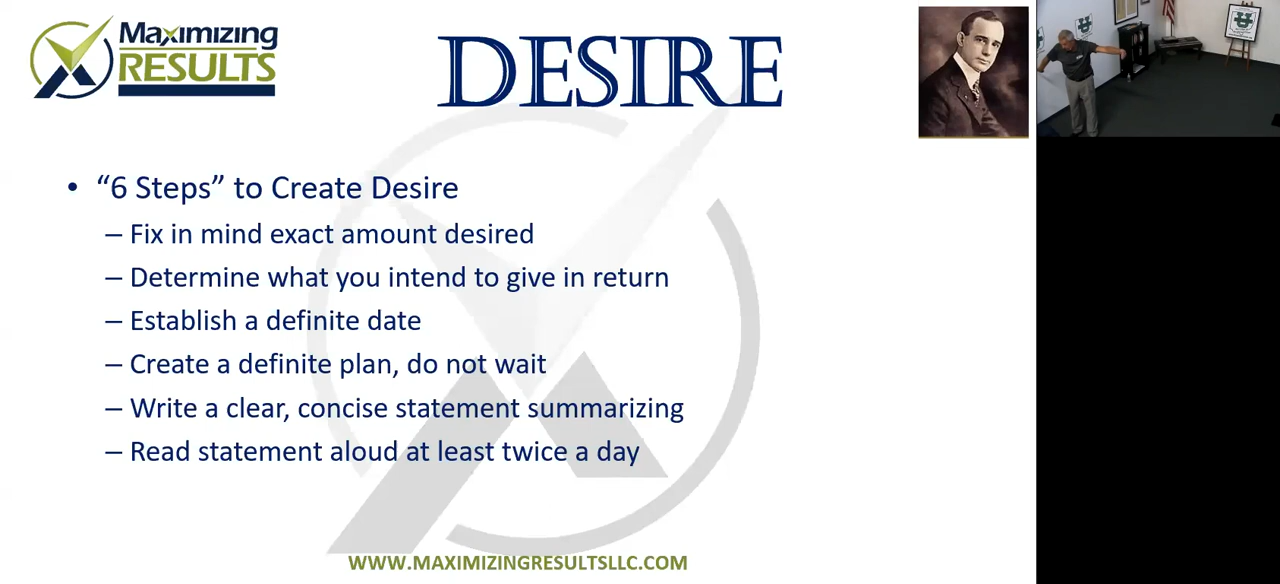 Maximizing
RESULTS
DESIRE
• “6 Steps” to Create Desire
– Fix in mind exact amount desired
– Determine what you intend to give in return
– Establish a definite date
– Create a definite plan, do not wait
– Write a clear, concise statement summarizing
– Read statement aloud at least twice a day
WWW.MAXIMIZINGRESULTSLLC.COM